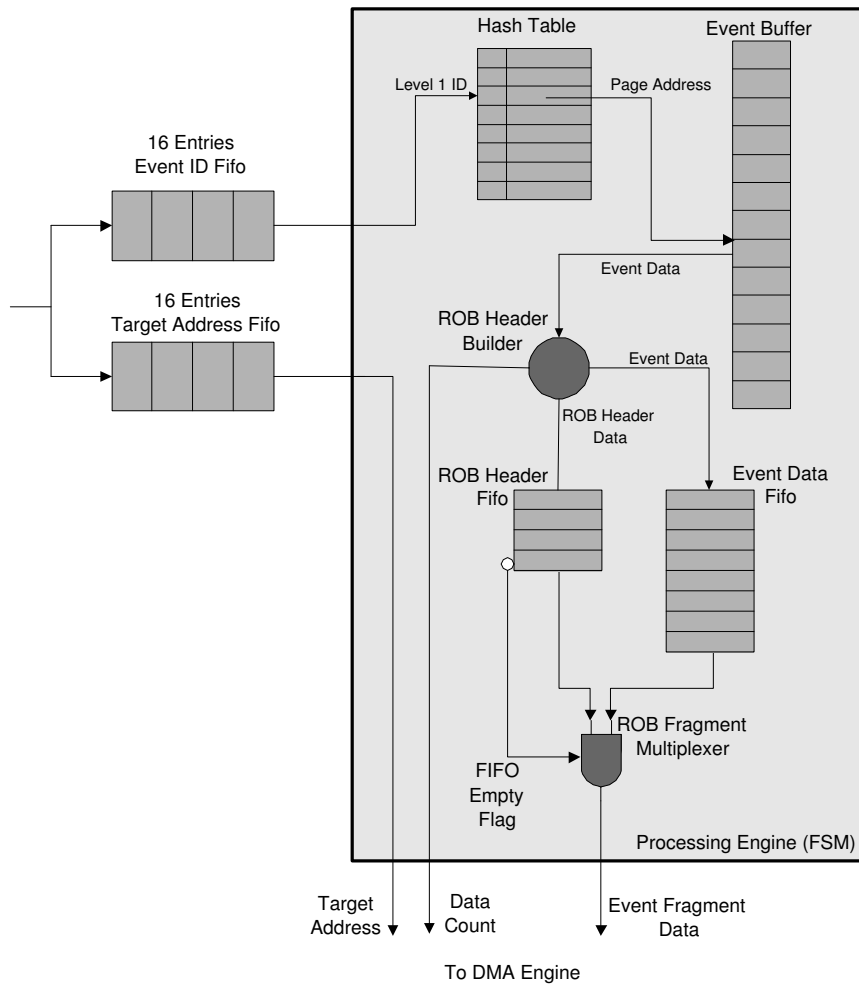 Hash Table
Event Buffer
Level 1 ID
Page Address
16 Entries
Event ID Fifo
Event Data
16 Entries
Target Address Fifo
ROB Header
Builder
Event Data
ROB Header
Data
ROB Header
Fifo
Event Data
Fifo
ROB Fragment
Multiplexer
FIFO
Empty
Flag
Processing Engine (FSM)
Target
Address
Data
Count
Event Fragment
Data
To DMA Engine